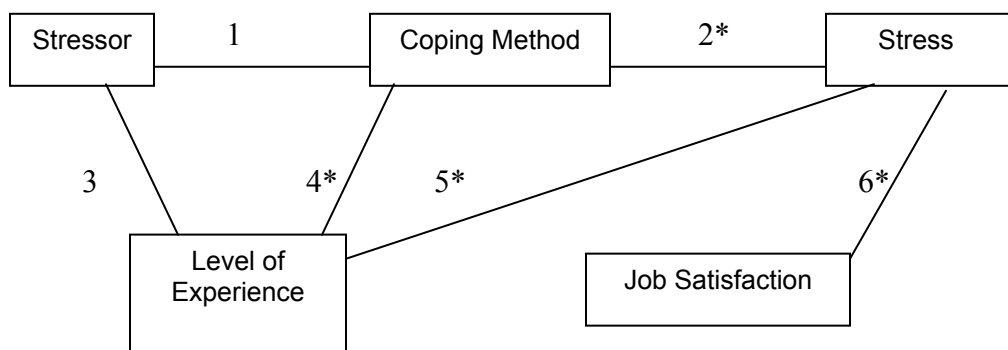 Stressor
1
Coping Method
2*
Stress
3
4*
5*
6*
Level of
Experience
Job Satisfaction